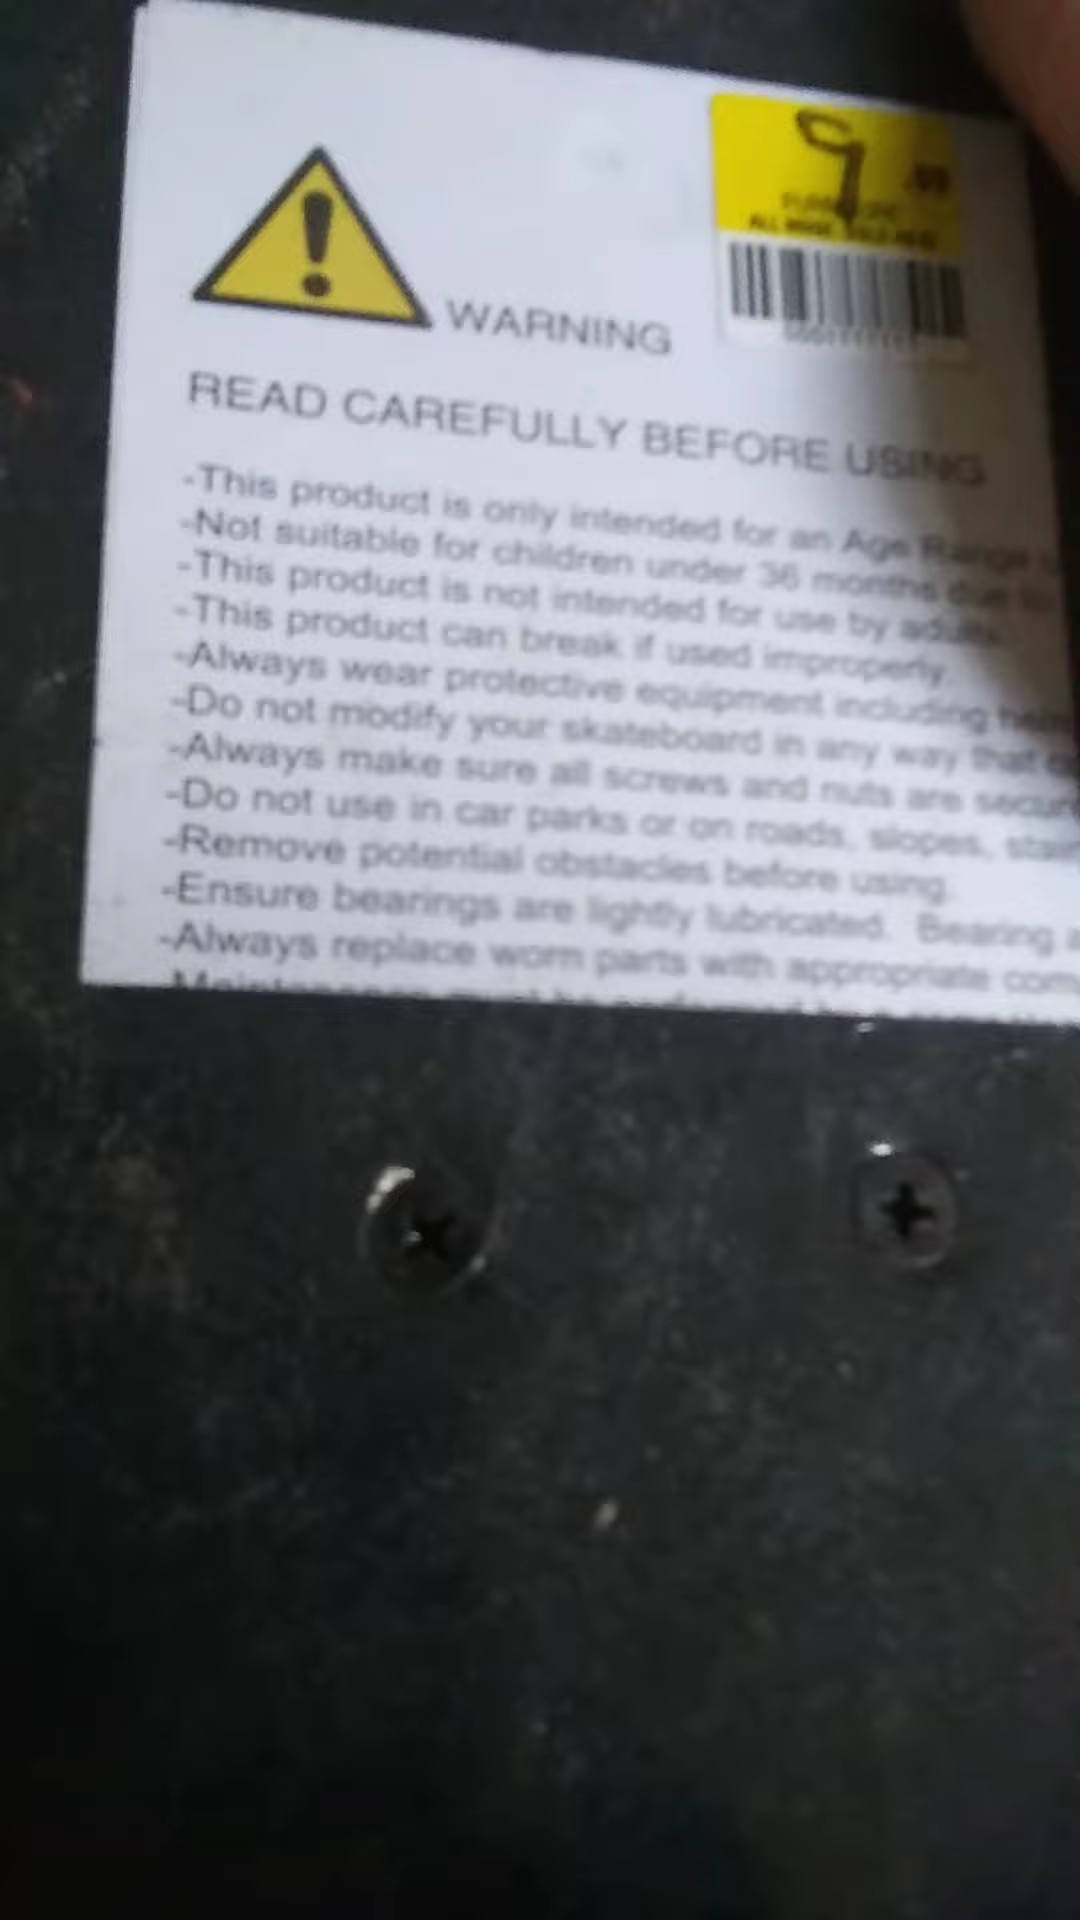 9 .99
WARNING
READ CAREFULLY BEFORE USING
-This product is only intended for an Age Range
-Not suitable for children under 36 months due to
-This product is not intended for use by adults.
-This product can break if used improperly.
-Always wear protective equipment including
-Do not modify your skateboard in any way that
-Always make sure all screws and nuts are
-Do not use in car parks or on roads, slopes,
-Remove potential obstacles before using.
-Ensure bearings are lightly lubricated. Bearing
-Always replace worn parts with appropriate